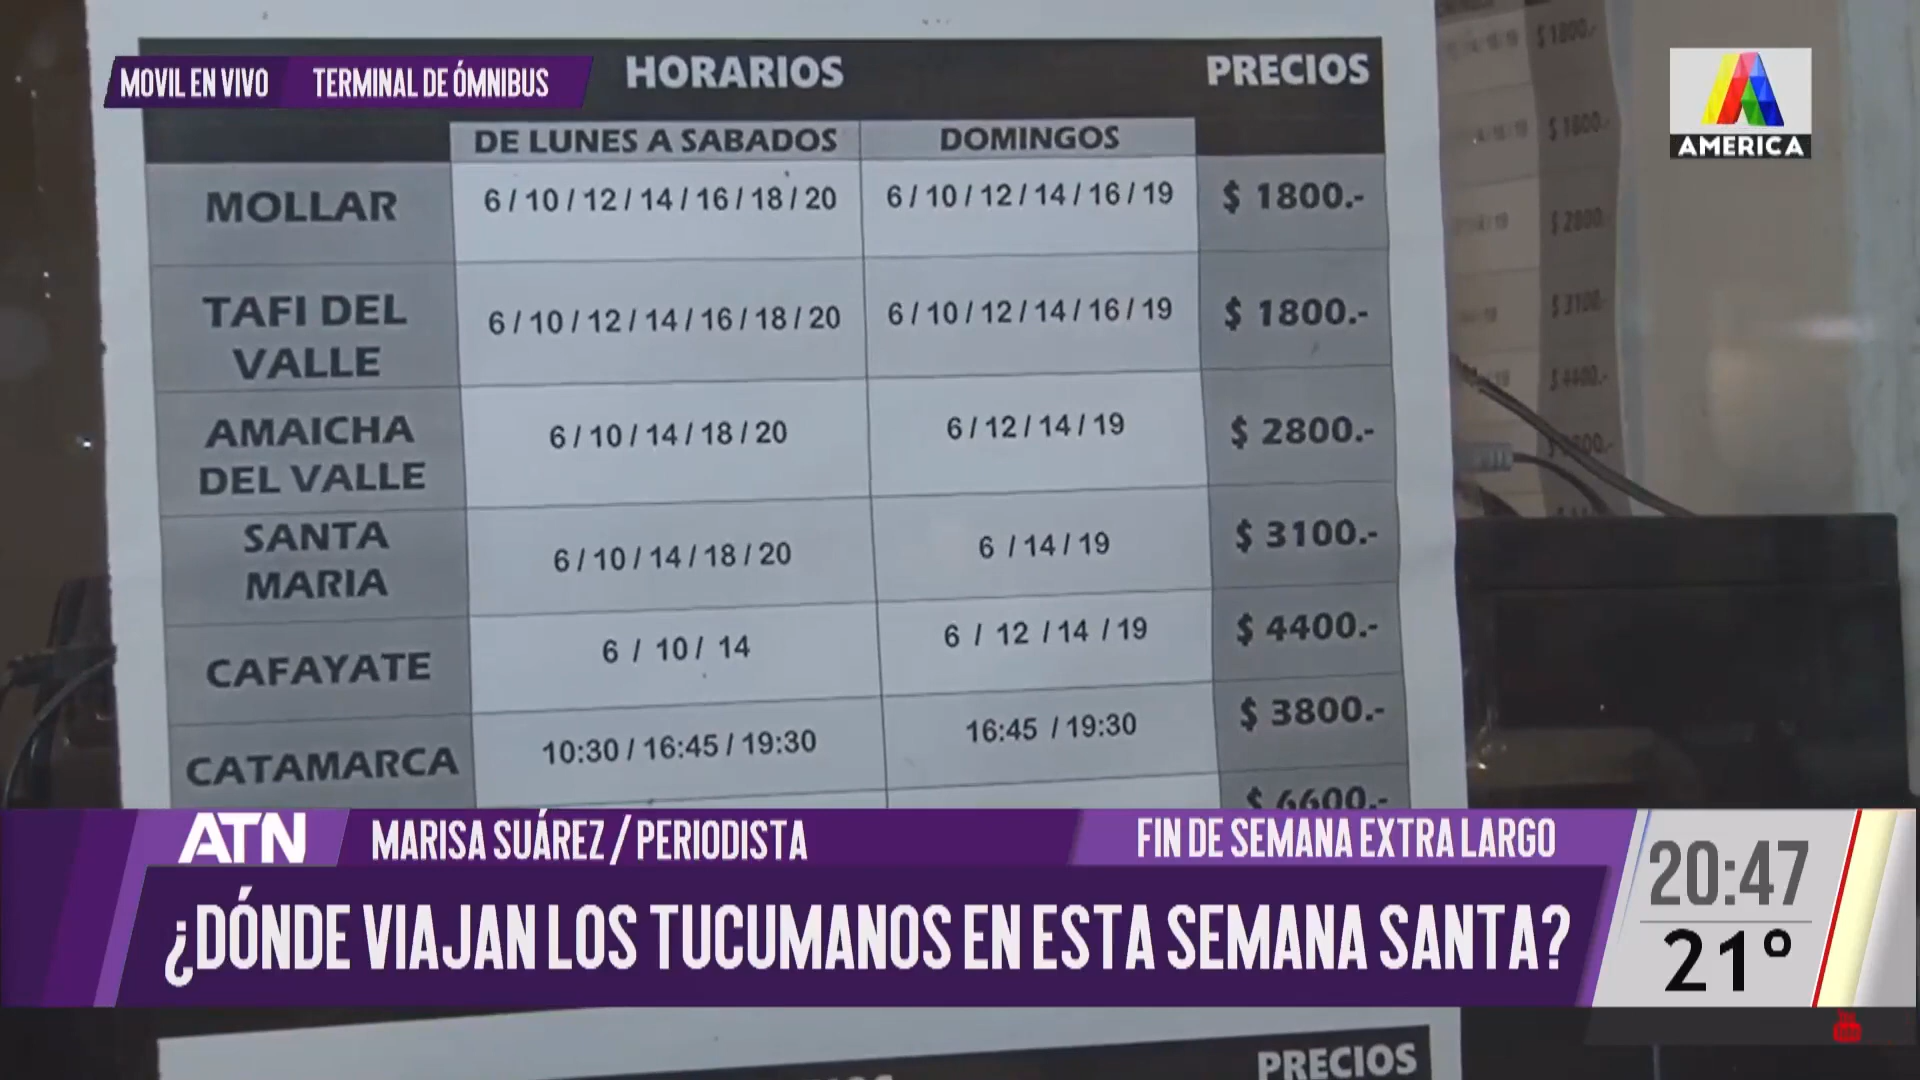 MOVIL EN VIVO TERMINAL DE ÓMNIBUS
HORARIOS PRECIOS
AMERICA
DE LUNES A SABADOS DOMINGOS
MOLLAR 6 / 10 / 12 / 14 / 16 / 18 / 20 6 / 10 / 12 / 14 / 16 / 19 $ 1800.-
TAFI DEL
VALLE 6 / 10 / 12 / 14 / 16 / 18 / 20 6 / 10 / 12 / 14 / 16 / 19 $ 1800.-
AMAICHA
DEL VALLE 6 / 10 / 14 / 18 / 20 6 / 12 / 14 / 19 $ 2800.-
SANTA
MARIA 6 / 10 / 14 / 18 / 20 6 / 14 / 19 $ 3100.-
CAFAYATE 6 / 10 / 14 6 / 12 / 14 / 19 $ 4400.-
CATAMARCA 10:30 / 16:45 / 19:30 16:45 / 19:30 $ 3800.-
$ 6600.-
ATN MARISA SUÁREZ / PERIODISTA FIN DE SEMANA EXTRA LARGO
¿DÓNDE VIAJAN LOS TUCUMANOS EN ESTA SEMANA SANTA?
20:47
21°
PRECIOS